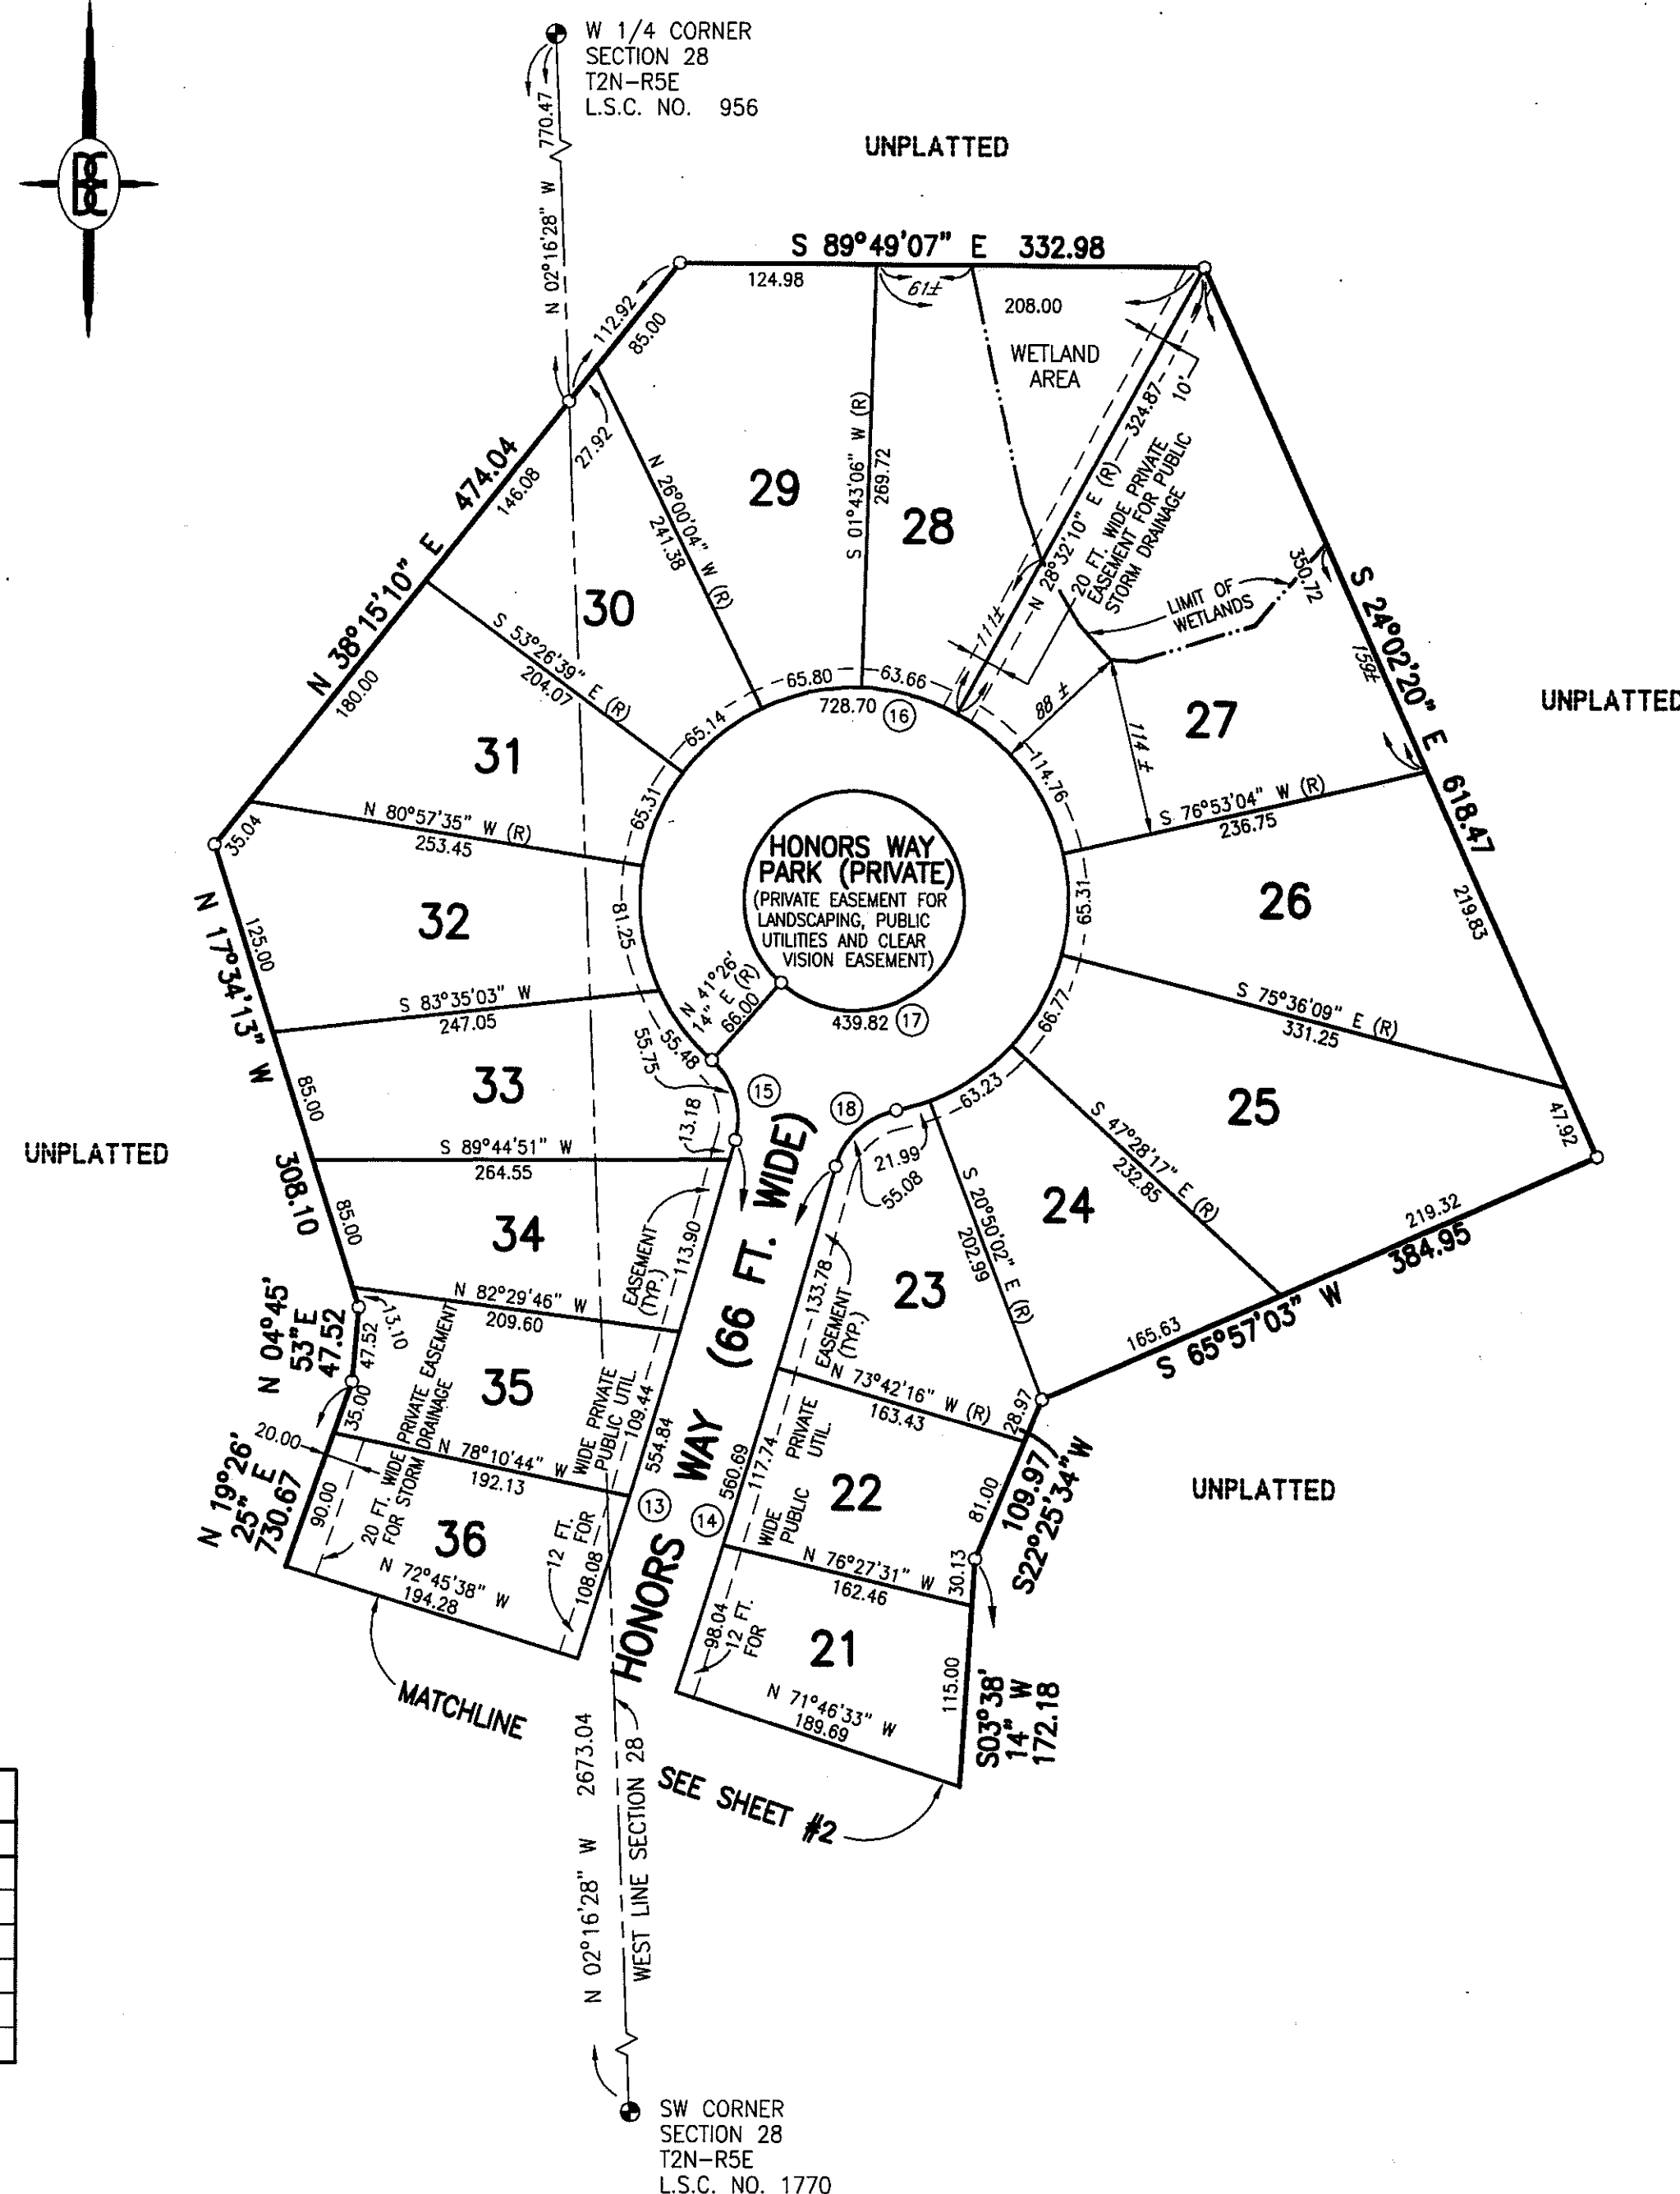 W 1/4 CORNER
SECTION 28
T2N-R5E
L.S.C. NO. 956
770.47
N 02°16'28" W
UNPLATTED
S 89°49'07" E 332.98
124.98
61±
208.00
WETLAND
AREA
112.92
85.00
27.92
N 38°15'10" E 474.04
146.08
180.00
35.04
29
S 01°43'06" W (R)
269.72
28
N 28°32'10" E (R)
324.87
10'
20 FT. WIDE PRIVATE
EASEMENT FOR PUBLIC
STORM DRAINAGE
111±
N 26°00'04" W (R)
241.38
30
S 53°26'39" E (R)
204.07
LIMIT OF
WETLANDS
350.72
159±
S 24°02'20" E 618.47
UNPLATTED
27
88 ±
114 ±
65.80
63.66
728.70
16
65.14
65.31
114.76
31
N 80°57'35" W (R)
253.45
S 76°53'04" W (R)
236.75
HONORS WAY
PARK (PRIVATE)
(PRIVATE EASEMENT FOR
LANDSCAPING, PUBLIC
UTILITIES AND CLEAR
VISION EASEMENT)
26
65.31
219.83
32
81.25
N 17°34'13" W
125.00
S 83°35'03" W
247.05
N 41°26'
14" E (R)
66.00
439.82
17
66.77
S 75°36'09" E (R)
331.25
47.92
33
85.00
55.48
55.75
15
13.18
18
63.23
25
S 47°28'17" E (R)
232.85
UNPLATTED
308.10
S 89°44'51" W
264.55
21.99
55.08
24
219.32
384.95
S 65°57'03" W
165.63
34
85.00
EASEMENT
(TYP.)
113.90
23
S 20°50'02" E (R)
202.99
133.78
EASEMENT
(TYP.)
N 82°29'46" W
209.60
13.10
N 04°45'
53" E
47.52
47.52
35
N 73°42'16" W (R)
163.43
28.97
109.97
S22°25'34" W
UNPLATTED
35.00
20.00
N 19°26'
25" E
730.67
20 FT. WIDE PRIVATE EASEMENT
FOR STORM DRAINAGE
N 78°10'44" W
192.13
12 FT. WIDE PRIVATE
FOR PUBLIC UTIL.
109.44
554.84
13
14
560.69
117.74
22
81.00
90.00
36
108.08
N 72°45'38" W
194.28
12 FT. WIDE PRIVATE
FOR PUBLIC UTIL.
N 76°27'31" W
162.46
30.13
98.04
21
115.00
S03°38'
14" W
172.18
N 71°46'33" W
189.69
HONORS WAY (66 FT. WIDE)
MATCHLINE
SEE SHEET #2
N 02°16'28" W 2673.04
WEST LINE SECTION 28
SW CORNER
SECTION 28
T2N-R5E
L.S.C. NO. 1770